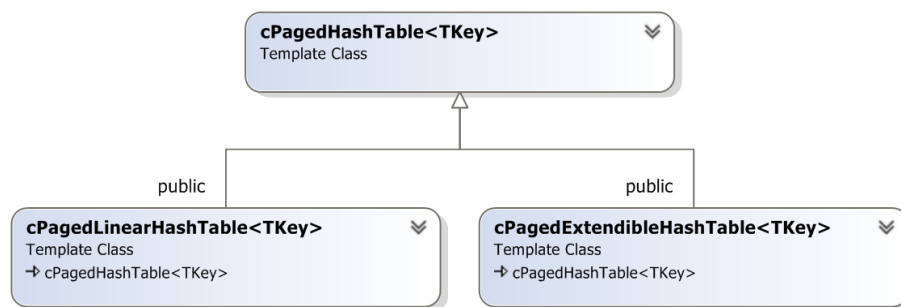 cPagedHashTable<TKey>
Template Class
public
public
cPagedLinearHashTable<TKey>
Template Class
cPagedHashTable<TKey>
cPagedExtendibleHashTable<TKey>
Template Class
cPagedHashTable<TKey>